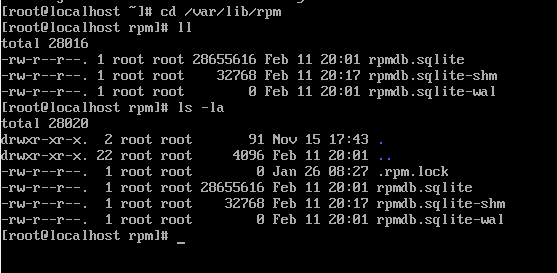 [root@localhost ~]# cd /var/lib/rpm
[root@localhost rpm]# ll
total 28016
-rw-r--r--. 1 root root 28655616 Feb 11 20:01 rpmdb.sqlite
-rw-r--r--. 1 root root    32768 Feb 11 20:17 rpmdb.sqlite-shm
-rw-r--r--. 1 root root        0 Feb 11 20:01 rpmdb.sqlite-wal
[root@localhost rpm]# ls -la
total 28020
drwxr-xr-x.  2 root root       91 Nov 15 17:43 .
drwxr-xr-x. 22 root root     4096 Feb 11 20:01 ..
-rw-r--r--.  1 root root        0 Jan 26 08:27 .rpm.lock
-rw-r--r--.  1 root root 28655616 Feb 11 20:01 rpmdb.sqlite
-rw-r--r--.  1 root root    32768 Feb 11 20:17 rpmdb.sqlite-shm
-rw-r--r--.  1 root root        0 Feb 11 20:01 rpmdb.sqlite-wal
[root@localhost rpm]# _